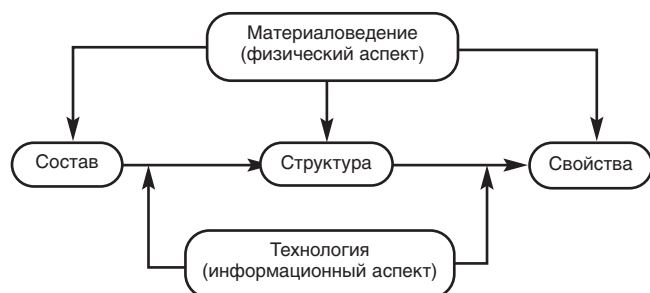 Материаловедение
(физический аспект)
Состав
Структура
Свойства
Технология
(информационный аспект)